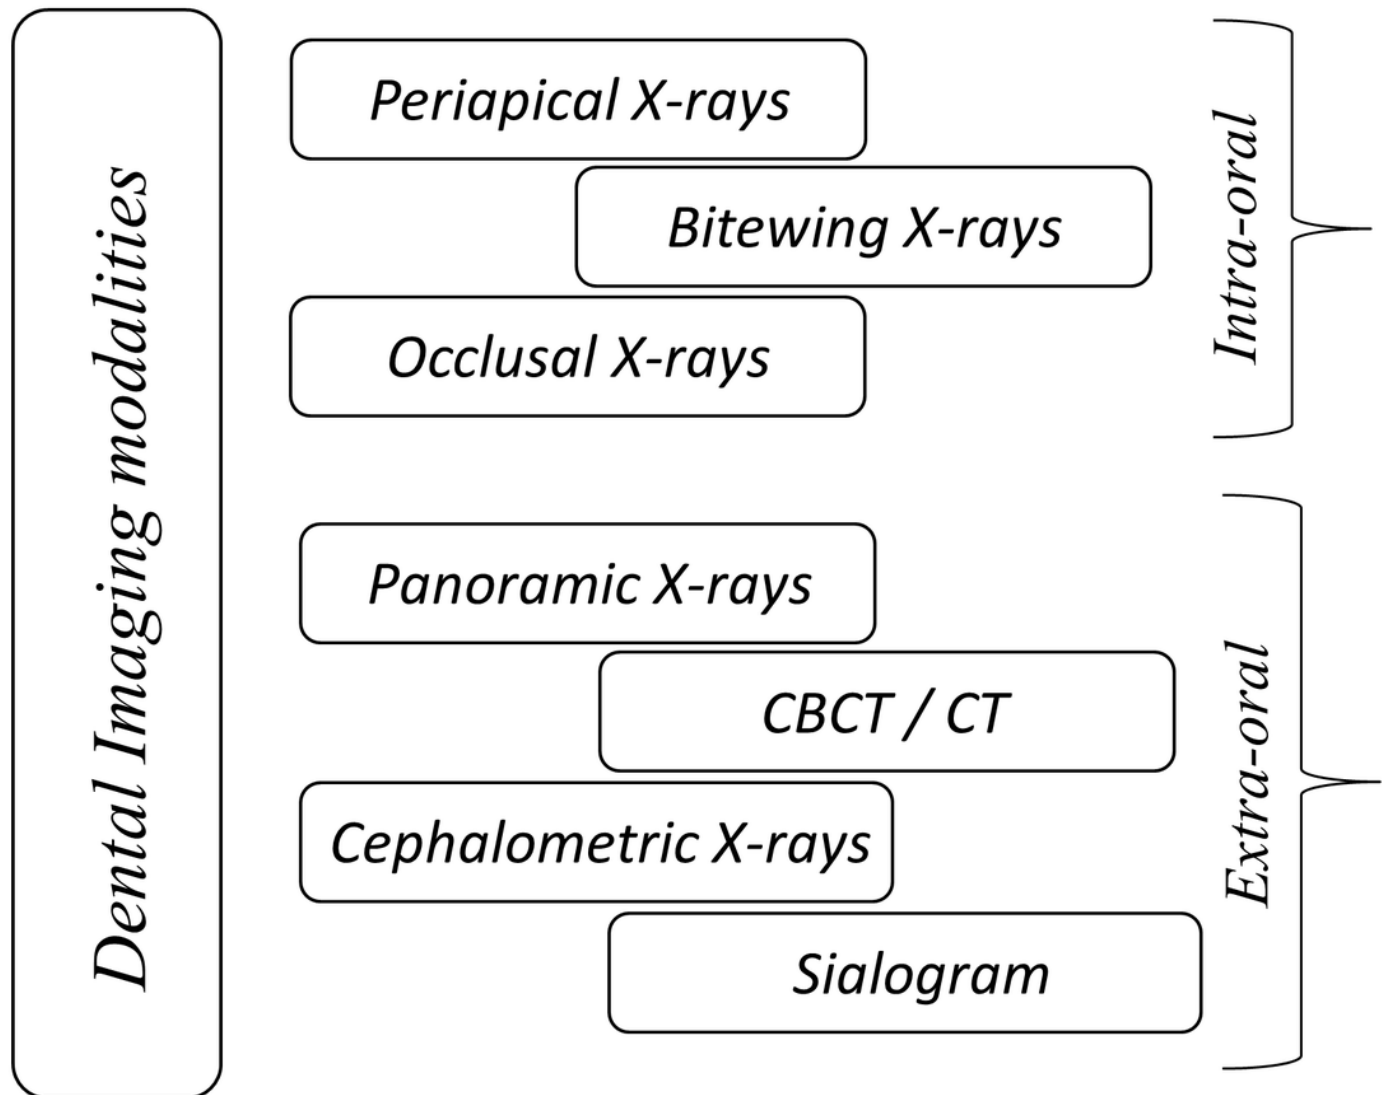 Dental Imaging modalities
Periapical X-rays
Bitewing X-rays
Occlusal X-rays
Intra-oral
Panoramic X-rays
CBCT / CT
Cephalometric X-rays
Sialogram
Extra-oral